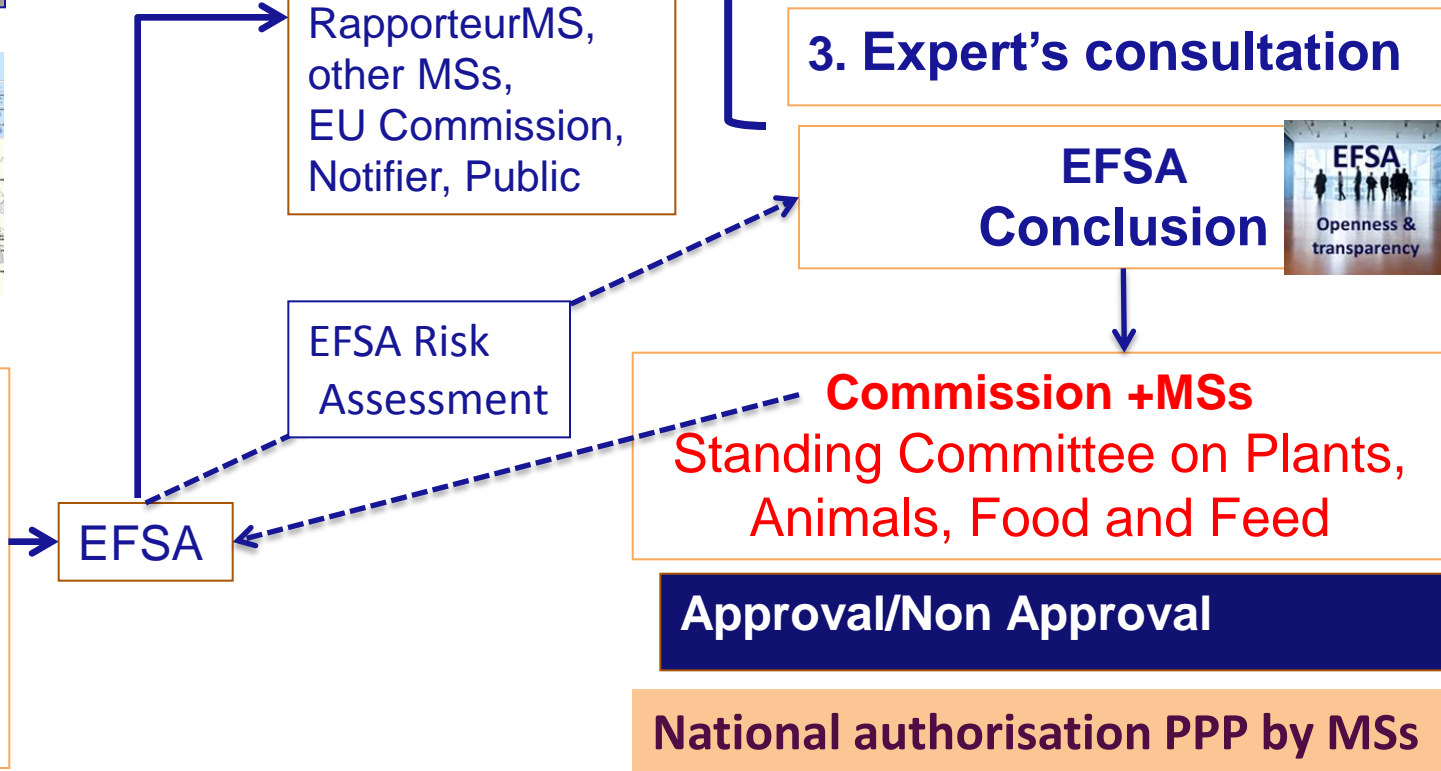 RapporteurMS,
other MSs,
EU Commission,
Notifier, Public
3. Expert's consultation
EFSA
Conclusion
EFSA
Openness &
transparency
EFSA Risk
Assessment
Commission +MSs
Standing Committee on Plants,
Animals, Food and Feed
EFSA
Approval/Non Approval
National authorisation PPP by MSs